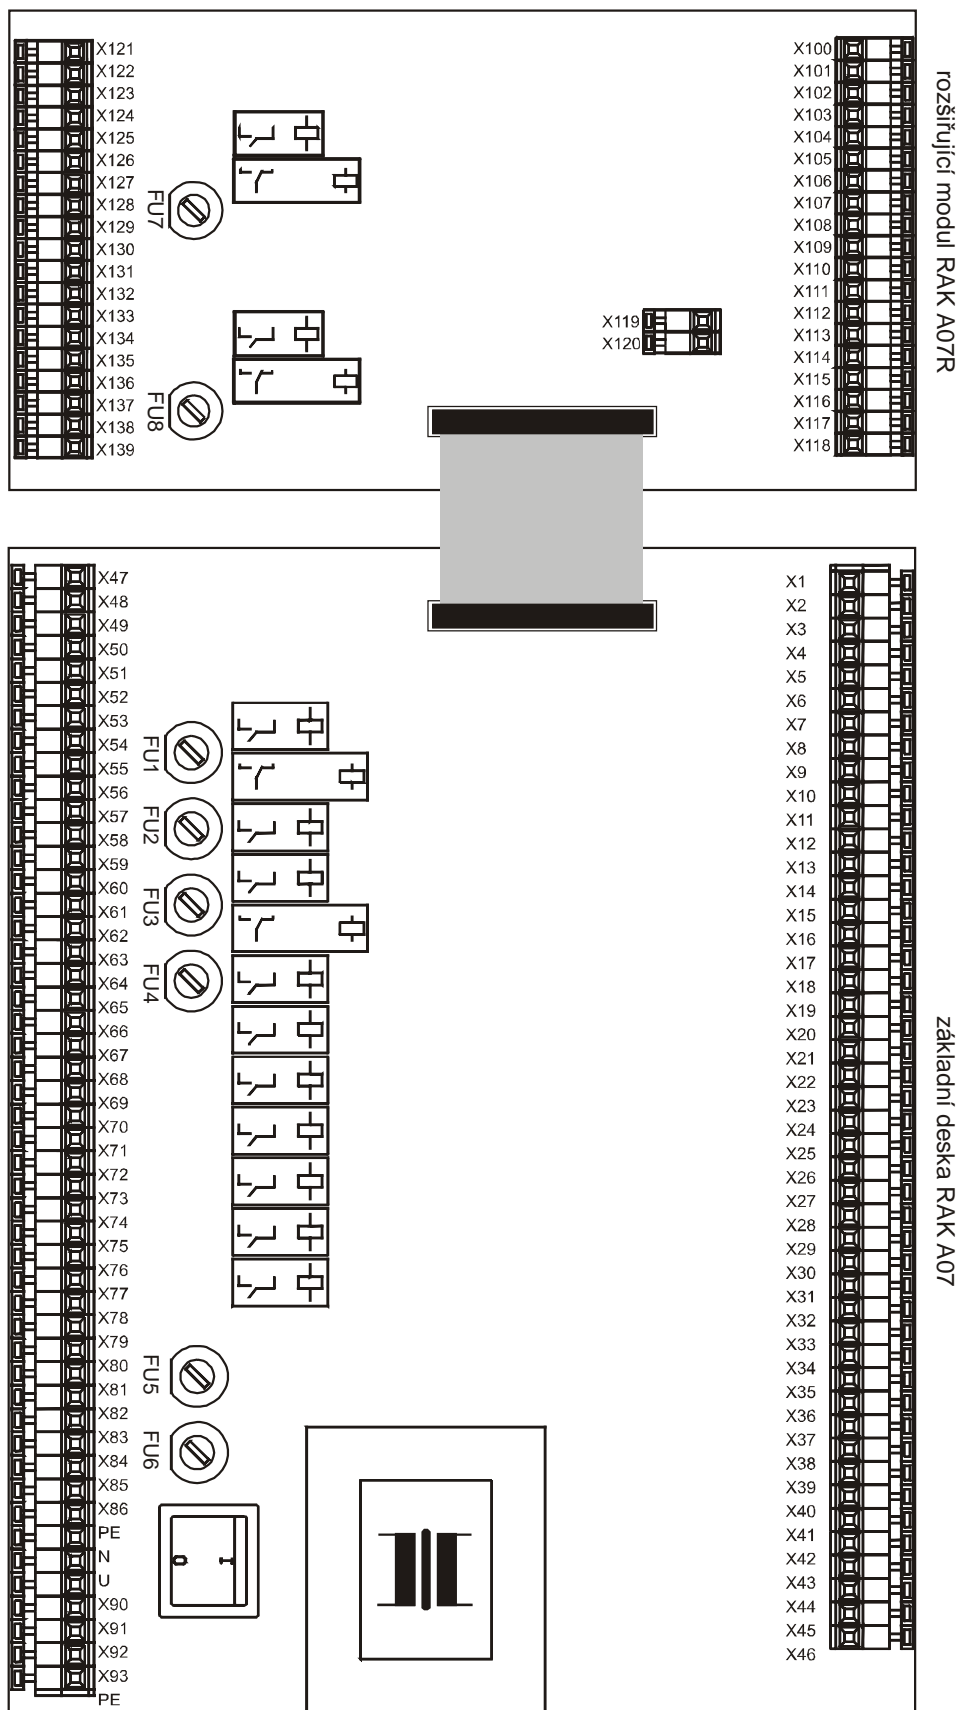 X121
X122
X123
X124
X125
X126
X127
X128
X129
X130
X131
X132
X133
X134
X135
X136
X137
X138
X139
FU7
FU8
X119
X120
X100
X101
X102
X103
X104
X105
X106
X107
X108
X109
X110
X111
X112
X113
X114
X115
X116
X117
X118
rozšiřující modul RAK A07R
X47
X48
X49
X50
X51
X52
X53
X54
X55
X56
X57
X58
X59
X60
X61
X62
X63
X64
X65
X66
X67
X68
X69
X70
X71
X72
X73
X74
X75
X76
X77
X78
X79
X80
X81
X82
X83
X84
X85
X86
PE
N
U
X90
X91
X92
X93
PE
FU1
FU2
FU3
FU4
FU5
FU6
0
I
X1
X2
X3
X4
X5
X6
X7
X8
X9
X10
X11
X12
X13
X14
X15
X16
X17
X18
X19
X20
X21
X22
X23
X24
X25
X26
X27
X28
X29
X30
X31
X32
X33
X34
X35
X36
X37
X38
X39
X40
X41
X42
X43
X44
X45
X46
základní deska RAK A07